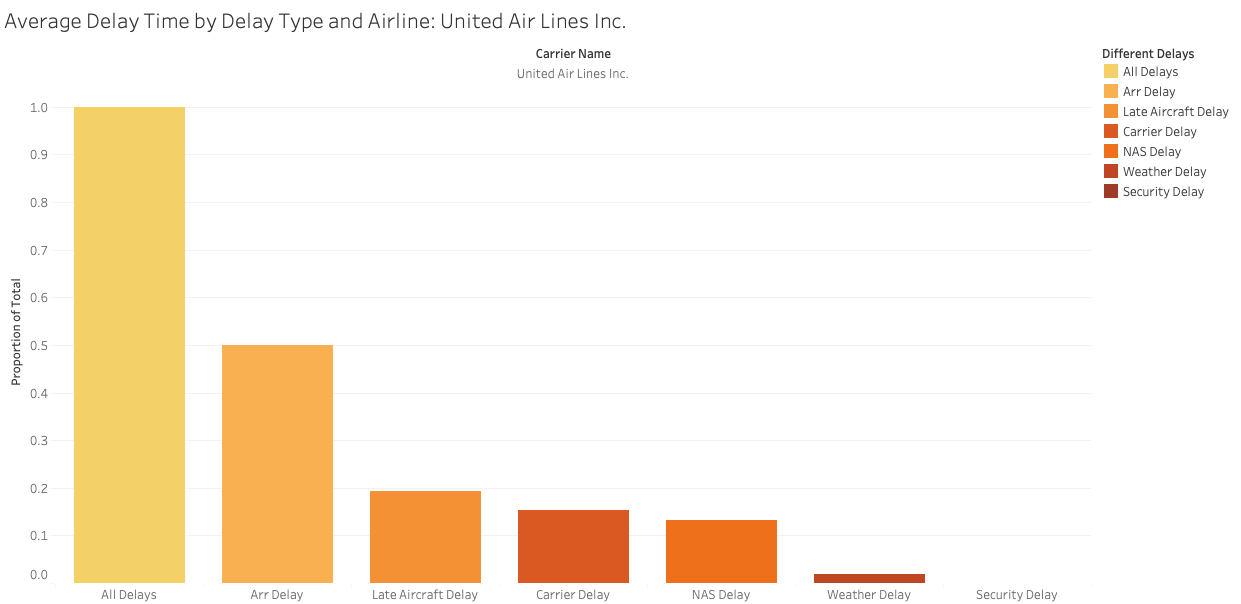 Average Delay Time by Delay Type and Airline: United Air Lines Inc.
Carrier Name
United Air Lines Inc.
Different Delays
All Delays
Arr Delay
Late Aircraft Delay
Carrier Delay
NAS Delay
Weather Delay
Security Delay
Proportion of Total
1.0
0.9
0.8
0.7
0.6
0.5
0.4
0.3
0.2
0.1
0.0
All Delays
Arr Delay
Late Aircraft Delay
Carrier Delay
NAS Delay
Weather Delay
Security Delay